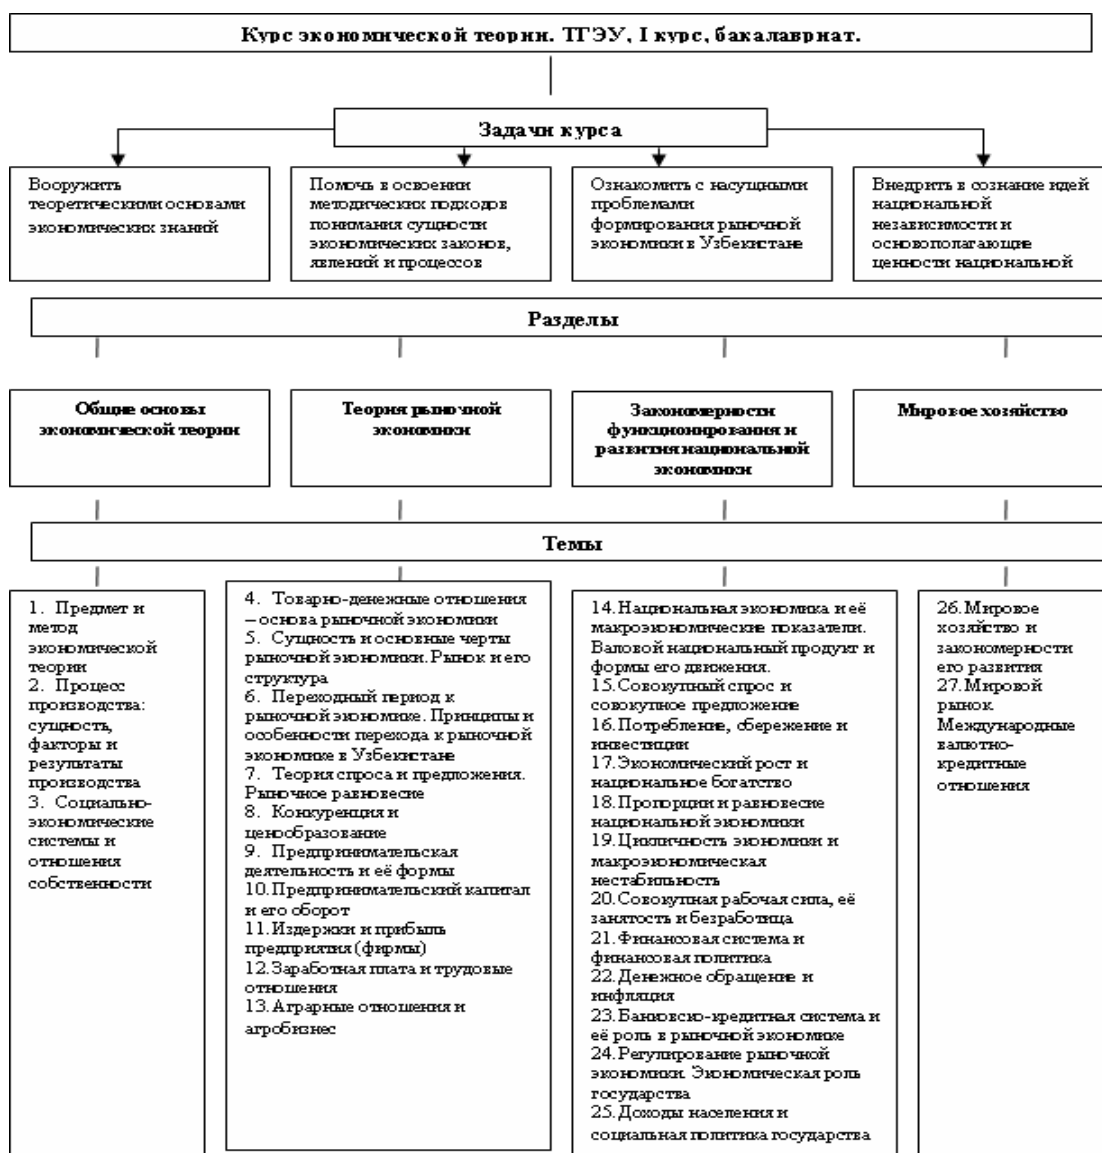 Курс экономической теории. ТГЭУ, I курс, бакалавриат.
Задачи курса
Вооружить
теоретическими основами
экономических знаний
Помочь в освоении
методических подходов
понимания сущности
экономических законов,
явлений и процессов
Ознакомить с насущными
проблемами
формирования рыночной
экономики в Узбекистане
Внедрить в сознание идей
национальной
независимости и
основополагающие
ценности национальной
Разделы
Общие основы
экономической теории
Теория рыночной
экономики
Закономерности
функционирования и
развития национальной
экономики
Мировое хозяйство
Темы
1. Предмет и
метод
экономической
теории
2. Процесс
производства:
сущность,
факторы и
результаты
производства
3. Социально-
экономические
системы и
отношения
собственности
4. Товарно-денежные отношения
– основа рыночной экономики
5. Сущность и основные черты
рыночной экономики. Рынок и его
структура
6. Переходный период к
рыночной экономике. Принципы и
особенности перехода к рыночной
экономике в Узбекистане
7. Теория спроса и предложения.
Рыночное равновесие
8. Конкуренция и
ценообразование
9. Предпринимательская
деятельность и её формы
10. Предпринимательский капитал
и его оборот
11. Издержки и прибыль
предприятия (фирмы)
12. Заработная плата и трудовые
отношения
13. Аграрные отношения и
агробизнес
14. Национальная экономика и её
макроэкономические показатели.
Валовой национальный продукт и
формы его движения.
15. Совокупный спрос и
совокупное предложение
16. Потребление, сбережение и
инвестиции
17. Экономический рост и
национальное богатство
18. Пропорции и равновесие
национальной экономики
19. Цикличность экономики и
макроэкономическая
нестабильность
20. Совокупная рабочая сила, её
занятость и безработица
21. Финансовая система и
финансовая политика
22. Денежное обращение и
инфляция
23. Банковско-кредитная система и
её роль в рыночной экономике
24. Регулирование рыночной
экономики. Экономическая роль
государства
25. Доходы населения и
социальная политика государства
26. Мировое
хозяйство и
закономерности
его развития
27. Мировой
рынок.
Международные
валютно-
кредитные
отношения